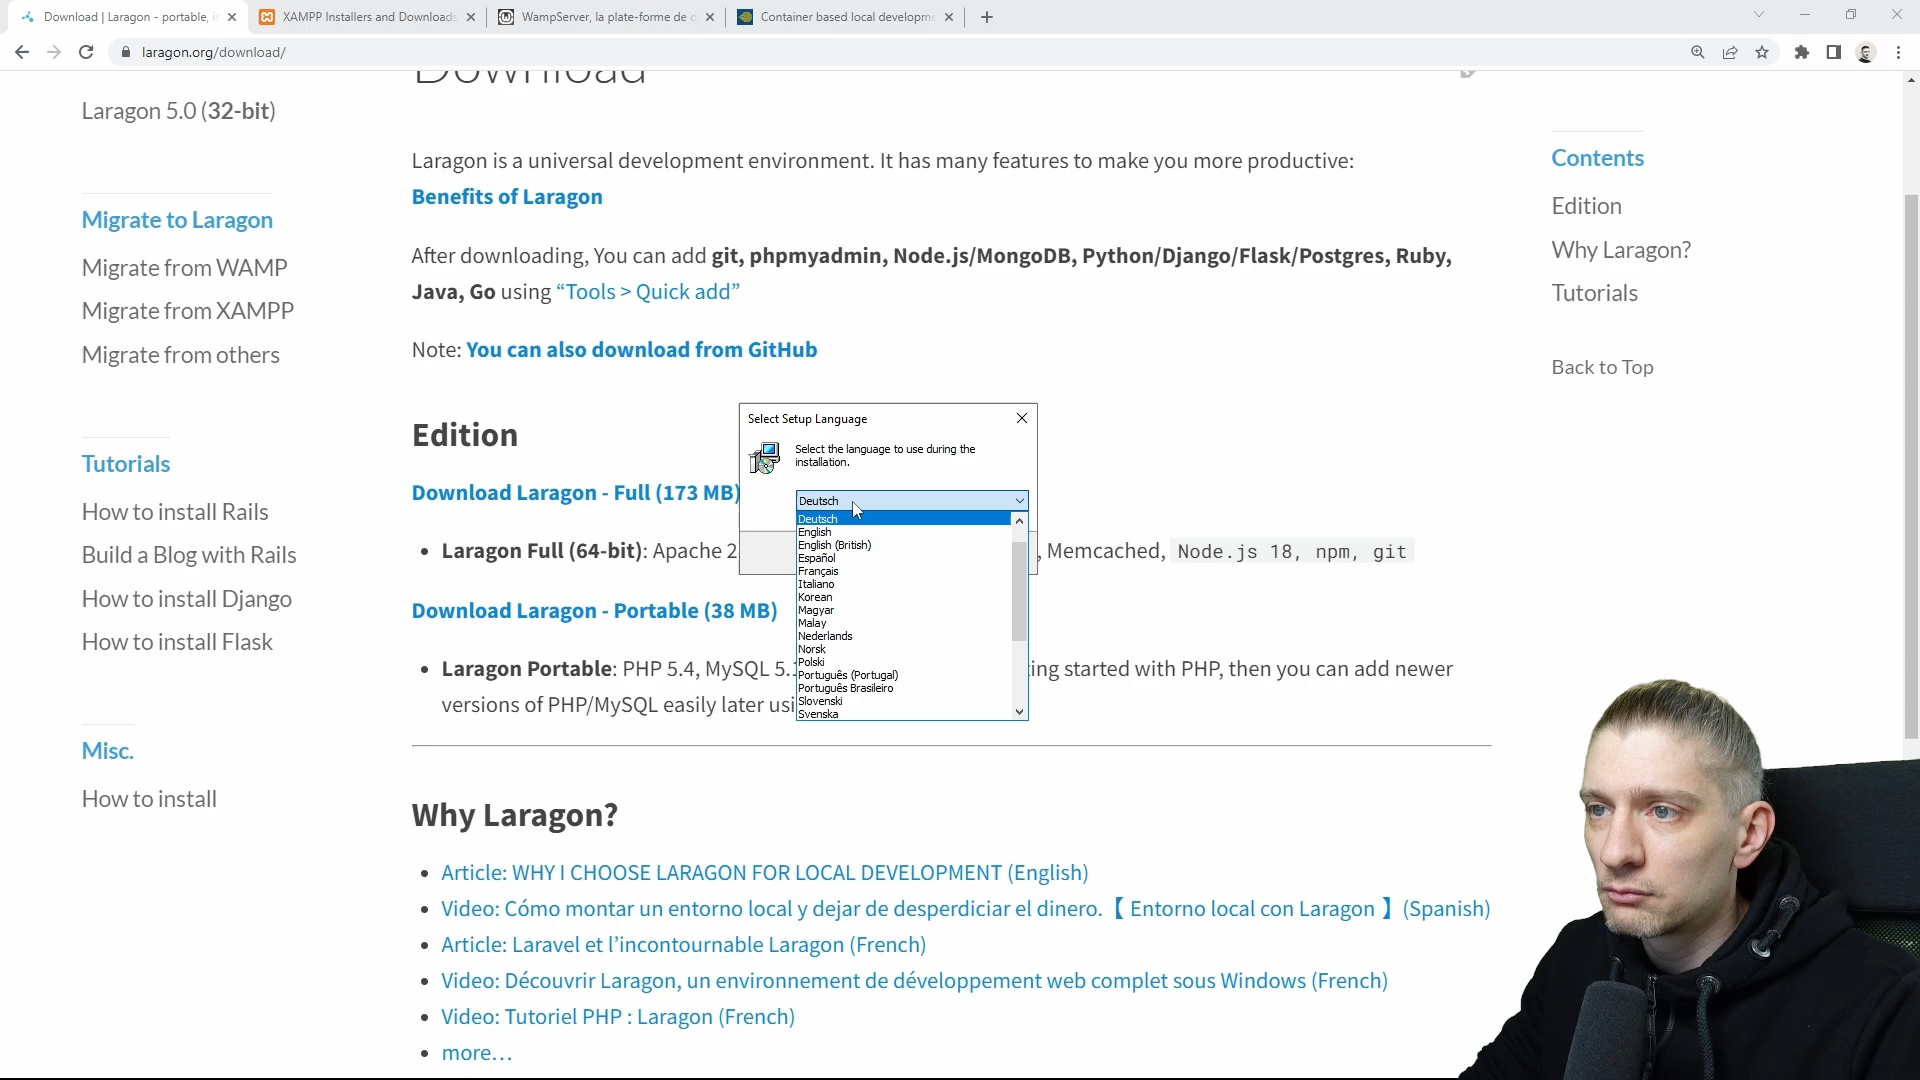 Download | Laragon - portable, is
XAMPP Installers and Downloads
WampServer, la plate-forme de d
Container based local developme
laragon.org/download/
Download
Laragon 5.0 (32-bit)
Migrate to Laragon
Migrate from WAMP
Migrate from XAMPP
Migrate from others
Tutorials
How to install Rails
Build a Blog with Rails
How to install Django
How to install Flask
Misc.
How to install
Laragon is a universal development environment. It has many features to make you more productive:
Benefits of Laragon
After downloading, You can add git, phpmyadmin, Node.js/MongoDB, Python/Django/Flask/Postgres, Ruby,
Java, Go using “Tools > Quick add”
Note: You can also download from GitHub
Edition
Download Laragon - Full (173 MB)
Laragon Full (64-bit): Apache 2 , Memcached, Node.js 18, npm, git
Download Laragon - Portable (38 MB)
Laragon Portable: PHP 5.4, MySQL 5.1 ing started with PHP, then you can add newer
versions of PHP/MySQL easily later usi
Select Setup Language
Select the language to use during the
installation.
Deutsch
Deutsch
English
English (British)
Español
Français
Italiano
Korean
Magyar
Malay
Nederlands
Norsk
Polski
Português (Portugal)
Português Brasileiro
Slovenski
Svenska
Why Laragon?
Article: WHY I CHOOSE LARAGON FOR LOCAL DEVELOPMENT (English)
Video: Cómo montar un entorno local y dejar de desperdiciar el dinero.【 Entorno local con Laragon 】(Spanish)
Article: Laravel et l’incontournable Laragon (French)
Video: Découvrir Laragon, un environnement de développement web complet sous Windows (French)
Video: Tutoriel PHP : Laragon (French)
more…
Contents
Edition
Why Laragon?
Tutorials
Back to Top